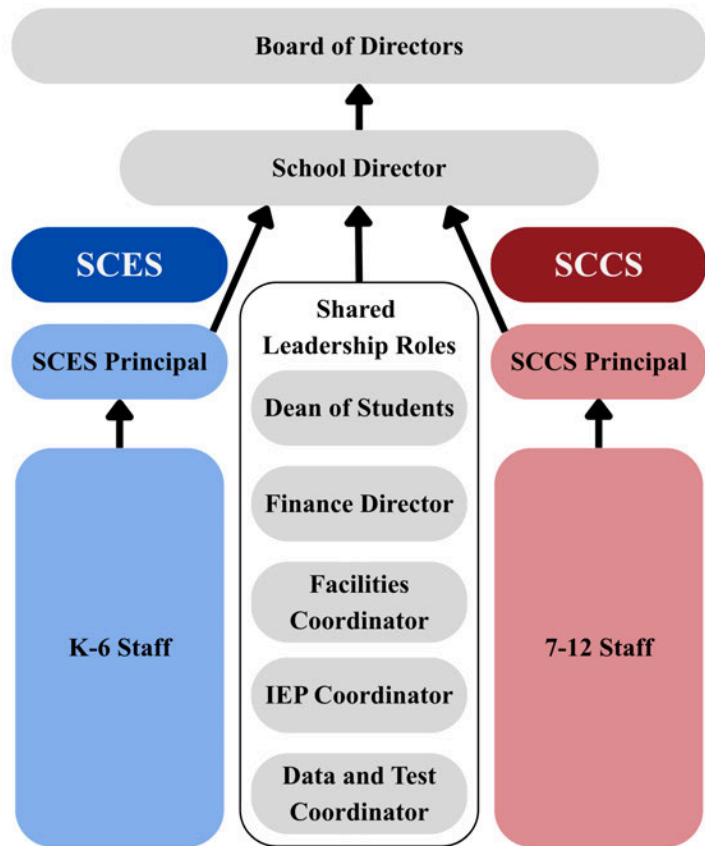 Board of Directors
School Director
SCES
SCCS
Shared
Leadership Roles
SCES Principal
SCCS Principal
Dean of Students
Finance Director
Facilities
Coordinator
K-6 Staff
7-12 Staff
IEP Coordinator
Data and Test
Coordinator